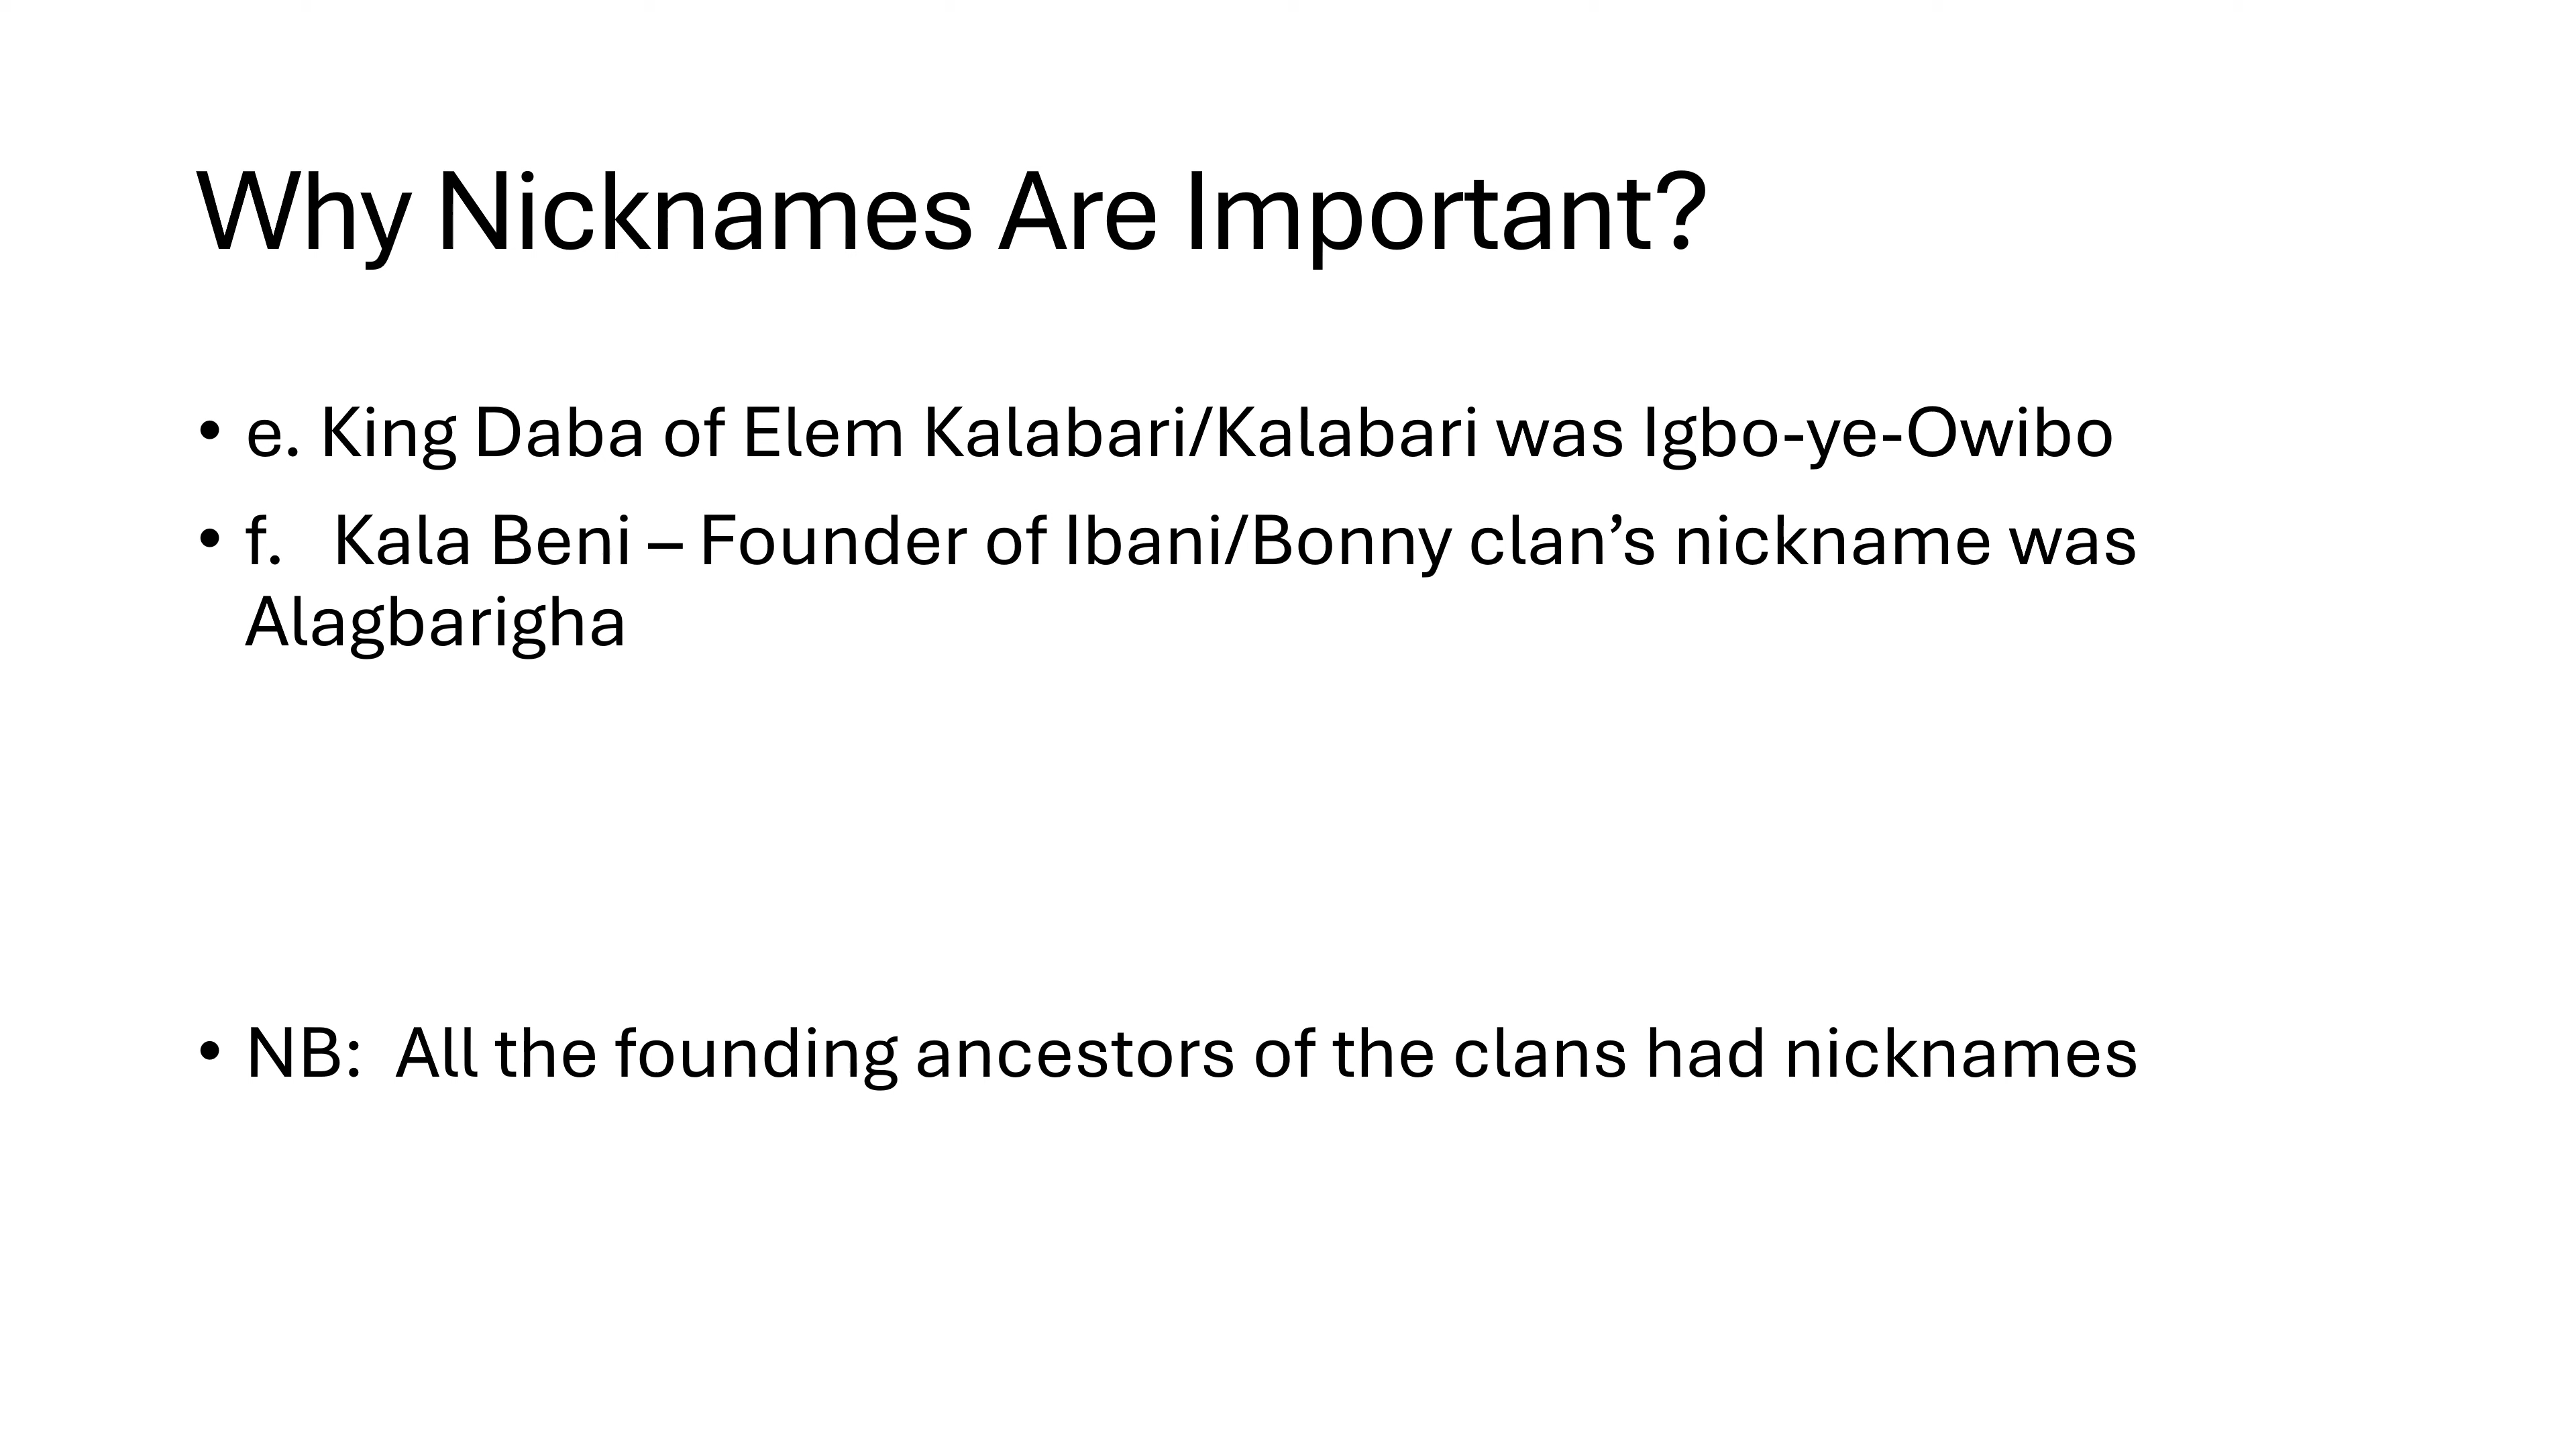 Why Nicknames Are Important?
• e. King Daba of Elem Kalabari/Kalabari was Igbo-ye-Owibo
• f.   Kala Beni – Founder of Ibani/Bonny clan’s nickname was
Alagbarigha
• NB:  All the founding ancestors of the clans had nicknames